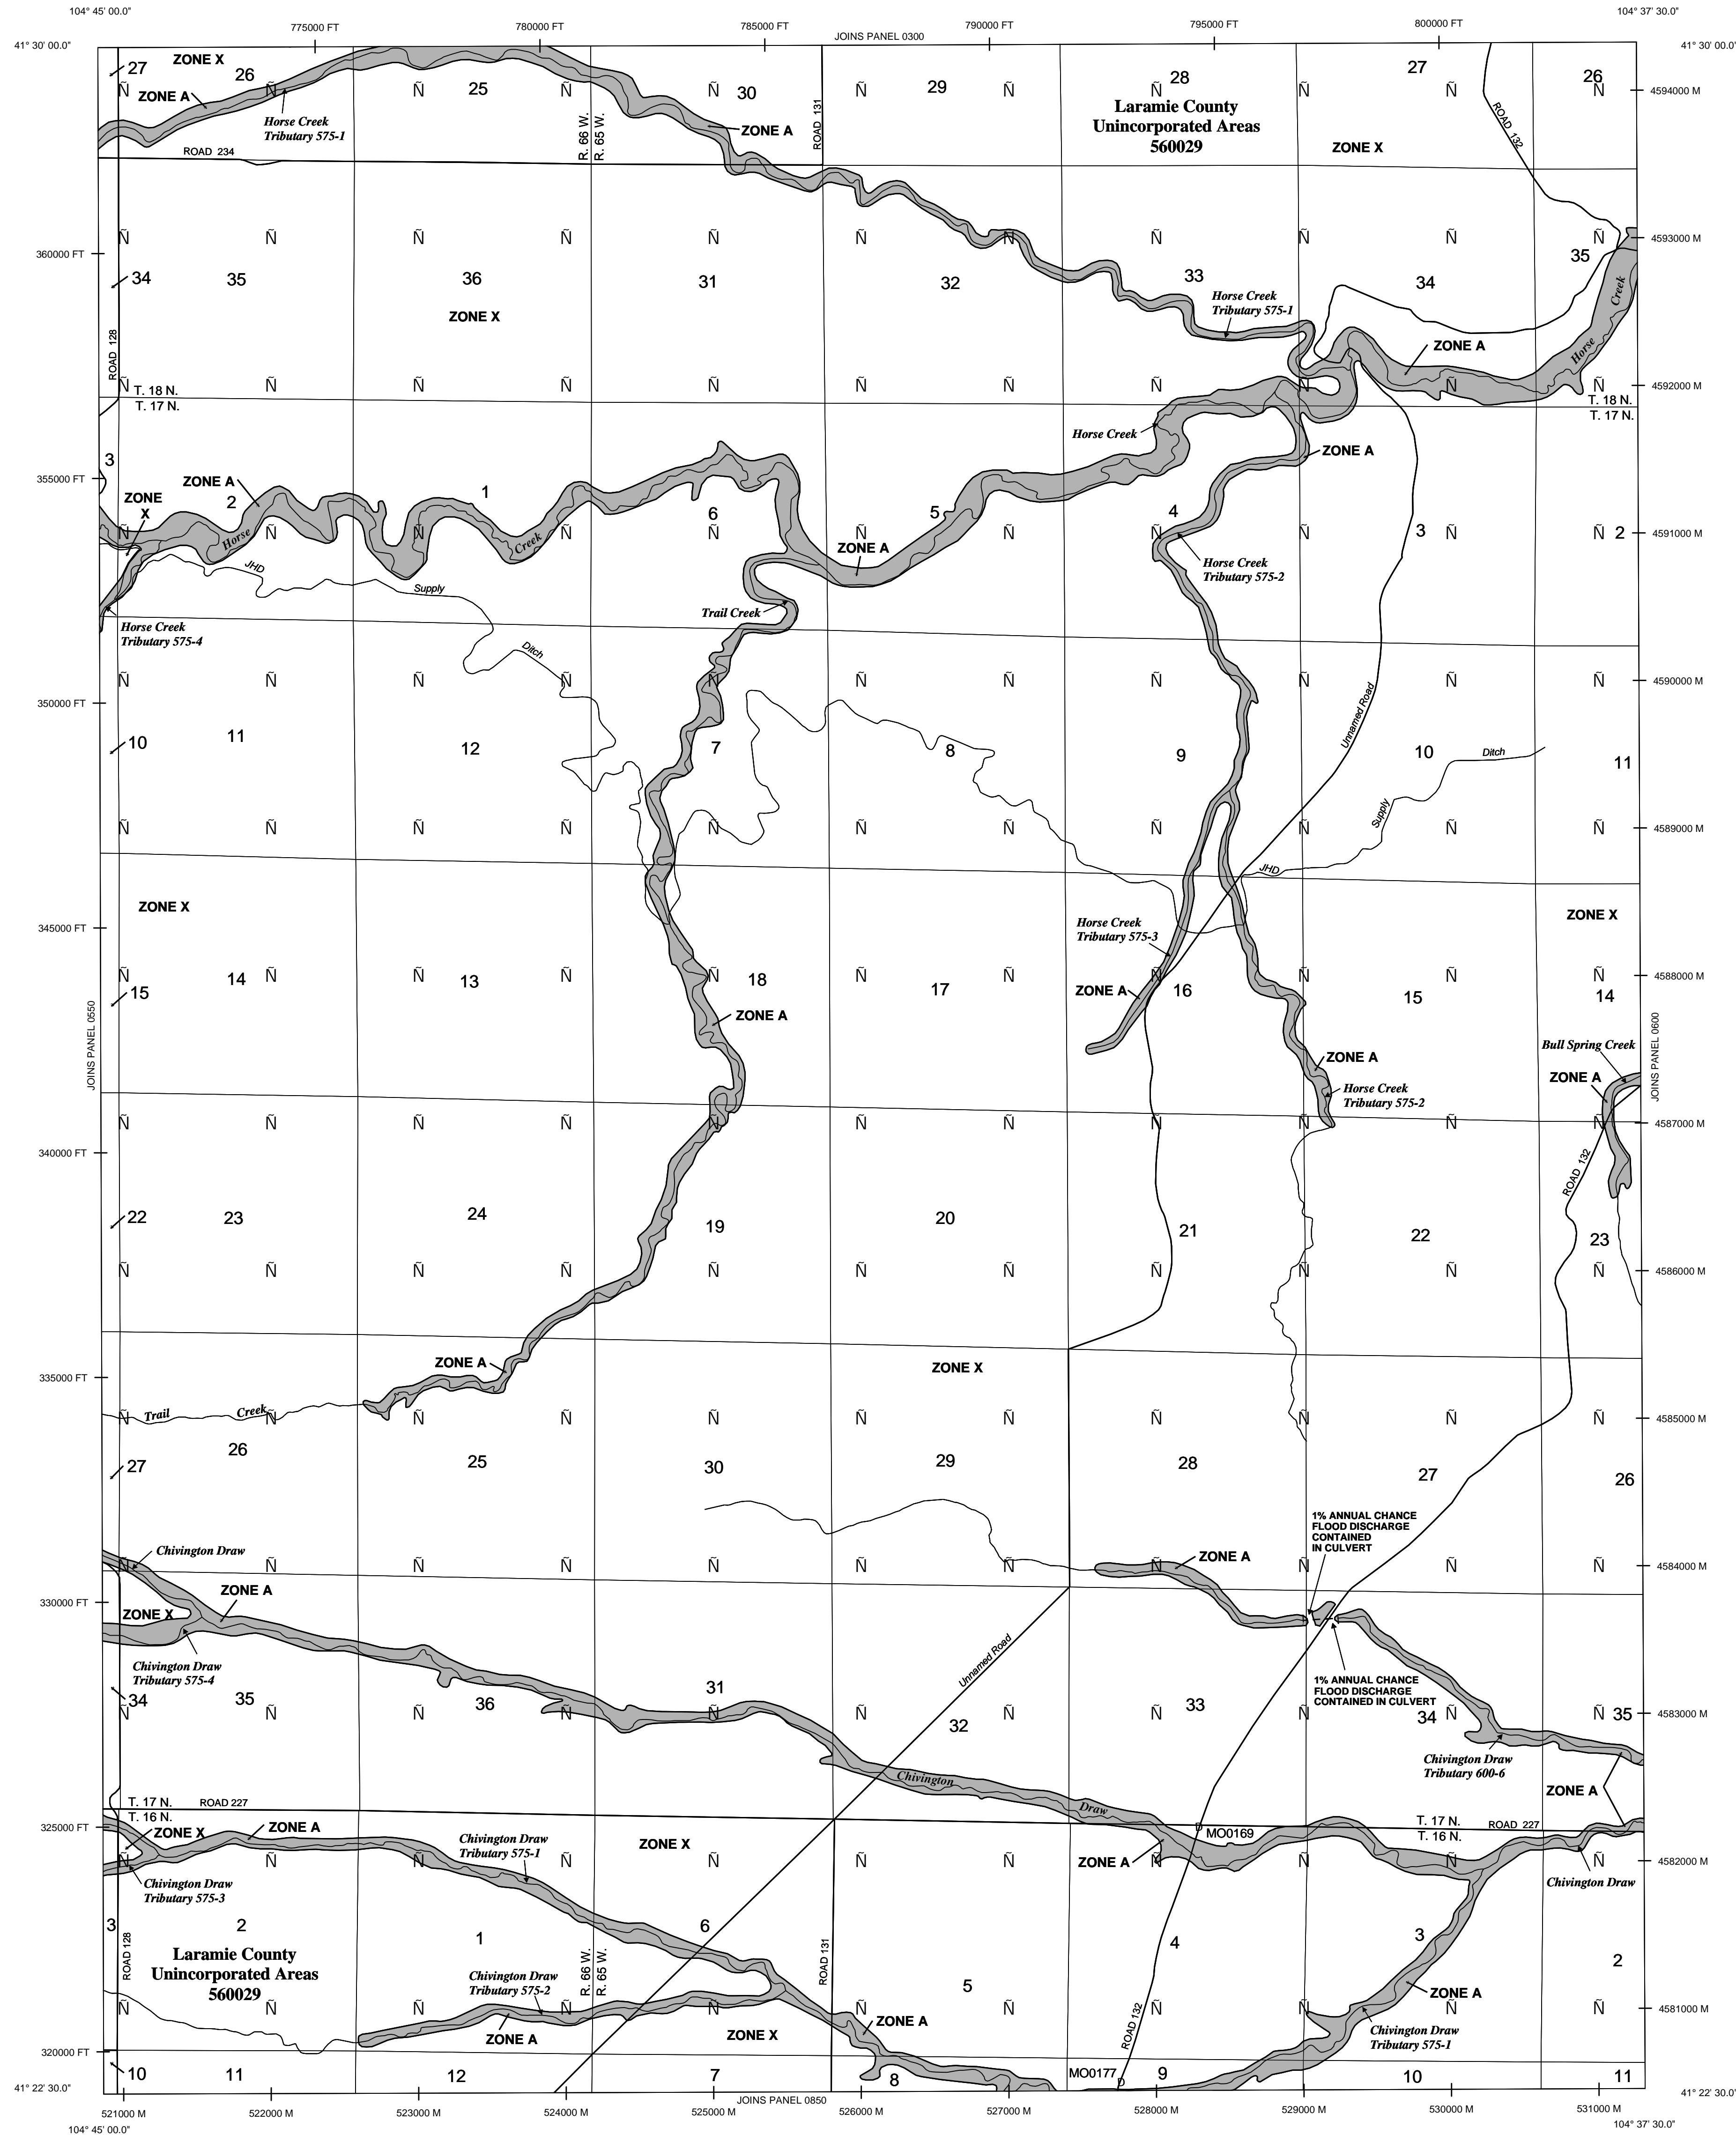 104° 45' 00.0"
104° 37' 30.0"
775000 FT
780000 FT
785000 FT
790000 FT
795000 FT
800000 FT
JOINS PANEL 0300
41° 30' 00.0"
41° 30' 00.0"
27
ZONE X
26
25
30
29
28
27
26
ZONE A
Horse Creek
Tributary 575-1
Ñ Ñ Ñ Ñ Ñ Ñ Ñ Ñ Ñ Ñ Ñ
4594000 M
R. 66 W.
R. 65 W.
ZONE A
ROAD 131
Laramie County
Unincorporated Areas
560029
ROAD 132
ZONE X
ROAD 234
Ñ Ñ Ñ Ñ Ñ Ñ Ñ Ñ Ñ Ñ Ñ
4593000 M
360000 FT
34
35
36
31
32
33
34
35
Horse Creek
Tributary 575-1
Creek
ZONE X
ROAD 128
ZONE A
Horse
Ñ Ñ Ñ Ñ Ñ Ñ Ñ Ñ Ñ Ñ Ñ
4592000 M
T. 18 N.
T. 17 N.
T. 18 N.
T. 17 N.
Horse Creek
ZONE A
3
355000 FT
ZONE A
2
1
6
5
4
3
2
ZONE
X
Ñ Ñ Ñ Ñ Ñ Ñ Ñ Ñ Ñ Ñ Ñ
4591000 M
Horse
Creek
ZONE A
JHD
Supply
Horse Creek
Tributary 575-2
Trail Creek
Horse Creek
Tributary 575-4
Ditch
Ñ Ñ Ñ Ñ Ñ Ñ Ñ Ñ Ñ Ñ Ñ
4590000 M
350000 FT
Unnamed Road
10
11
12
7
8
9
10
Ditch
11
Supply
Ñ Ñ Ñ Ñ Ñ Ñ Ñ Ñ Ñ Ñ Ñ
4589000 M
JHD
ZONE X
ZONE X
345000 FT
Horse Creek
Tributary 575-3
Ñ Ñ Ñ Ñ Ñ Ñ Ñ Ñ Ñ Ñ Ñ
4588000 M
15
14
13
18
17
ZONE A
16
15
14
ZONE A
JOINS PANEL 0550
JOINS PANEL 0600
Bull Spring Creek
ZONE A
ZONE A
Horse Creek
Tributary 575-2
Ñ Ñ Ñ Ñ Ñ Ñ Ñ Ñ Ñ Ñ Ñ
4587000 M
340000 FT
ROAD 132
22
23
24
19
20
21
22
23
Ñ Ñ Ñ Ñ Ñ Ñ Ñ Ñ Ñ Ñ Ñ
4586000 M
ZONE A
ZONE X
335000 FT
Trail
Creek
Ñ Ñ Ñ Ñ Ñ Ñ Ñ Ñ Ñ Ñ Ñ
4585000 M
27
26
25
30
29
28
27
26
1% ANNUAL CHANCE
FLOOD DISCHARGE
CONTAINED
IN CULVERT
Chivington Draw
ZONE A
Ñ Ñ Ñ Ñ Ñ Ñ Ñ Ñ Ñ Ñ Ñ
4584000 M
ZONE A
330000 FT
ZONE X
Unnamed Road
Chivington Draw
Tributary 575-4
1% ANNUAL CHANCE
FLOOD DISCHARGE
CONTAINED IN CULVERT
34
35
36
31
32
33
34
35
Ñ Ñ Ñ Ñ Ñ Ñ Ñ Ñ Ñ Ñ Ñ
4583000 M
Chivington Draw
Tributary 600-6
Chivington
ZONE A
Draw
T. 17 N.
ROAD 227
T. 16 N.
T. 17 N.
ROAD 227
T. 16 N.
325000 FT
ZONE X
ZONE A
Chivington Draw
Tributary 575-1
ZONE X
D
MO0169
ZONE A
Ñ Ñ Ñ Ñ Ñ Ñ Ñ Ñ Ñ Ñ Ñ
4582000 M
Chivington Draw
Tributary 575-3
Chivington Draw
3
2
1
6
5
4
3
2
ROAD 128
Laramie County
Unincorporated Areas
560029
R. 66 W.
R. 65 W.
ROAD 131
Chivington Draw
Tributary 575-2
ZONE A
Ñ Ñ Ñ Ñ Ñ Ñ Ñ Ñ Ñ Ñ Ñ
4581000 M
ZONE A
ZONE X
ZONE A
ROAD 132
Chivington Draw
Tributary 575-1
320000 FT
10
11
12
7
8
MO0177
D
9
10
11
41° 22' 30.0"
41° 22' 30.0"
JOINS PANEL 0850
521000 M
522000 M
523000 M
524000 M
525000 M
526000 M
527000 M
528000 M
529000 M
530000 M
531000 M
104° 45' 00.0"
104° 37' 30.0"